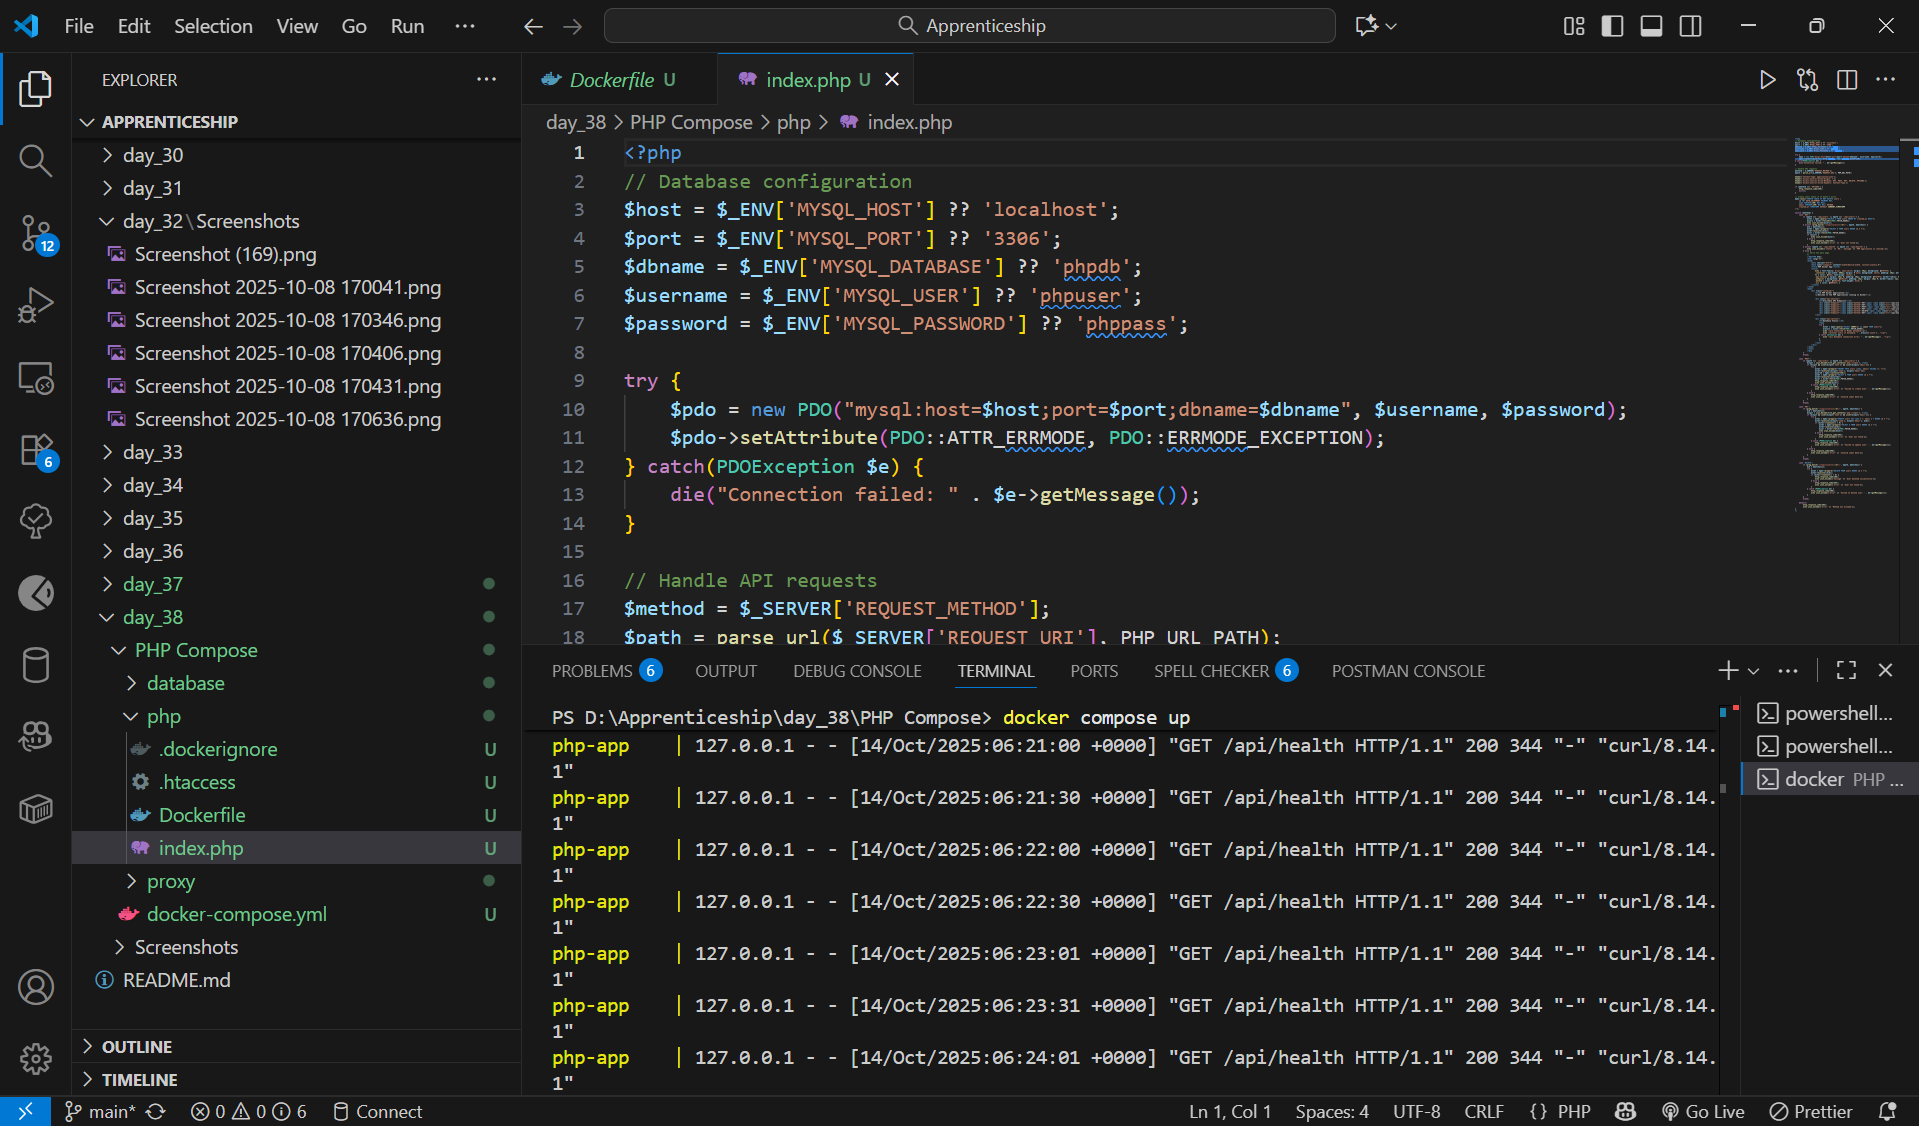 File Edit Selection View Go Run ···
Apprenticeship
EXPLORER ···
APPRENTICESHIP
day_30
day_31
day_32\Screenshots
Screenshot (169).png
Screenshot 2025-10-08 170041.png
Screenshot 2025-10-08 170346.png
Screenshot 2025-10-08 170406.png
Screenshot 2025-10-08 170431.png
Screenshot 2025-10-08 170636.png
day_33
day_34
day_35
day_36
day_37
day_38
PHP Compose
database
php
.dockerignore U
.htaccess U
Dockerfile U
index.php U
proxy
docker-compose.yml U
Screenshots
README.md
OUTLINE
TIMELINE
12
6
Dockerfile U
index.php U
day_38 > PHP Compose > php > index.php
1 <?php
2 // Database configuration
3 $host = $_ENV['MYSQL_HOST'] ?? 'localhost';
4 $port = $_ENV['MYSQL_PORT'] ?? '3306';
5 $dbname = $_ENV['MYSQL_DATABASE'] ?? 'phpdb';
6 $username = $_ENV['MYSQL_USER'] ?? 'phpuser';
7 $password = $_ENV['MYSQL_PASSWORD'] ?? 'phppass';
8
9 try {
10 $pdo = new PDO("mysql:host=$host;port=$port;dbname=$dbname", $username, $password);
11 $pdo->setAttribute(PDO::ATTR_ERRMODE, PDO::ERRMODE_EXCEPTION);
12 } catch(PDOException $e) {
13 die("Connection failed: " . $e->getMessage());
14 }
15
16 // Handle API requests
17 $method = $_SERVER['REQUEST_METHOD'];
18 $path = parse_url($_SERVER['REQUEST_URI'], PHP_URL_PATH);
PROBLEMS 6 OUTPUT DEBUG CONSOLE TERMINAL PORTS SPELL CHECKER 6 POSTMAN CONSOLE
PS D:\Apprenticeship\day_38\PHP Compose> docker compose up
php-app | 127.0.0.1 - - [14/Oct/2025:06:21:00 +0000] "GET /api/health HTTP/1.1" 200 344 "-" "curl/8.14.
1"
php-app | 127.0.0.1 - - [14/Oct/2025:06:21:30 +0000] "GET /api/health HTTP/1.1" 200 344 "-" "curl/8.14.
1"
php-app | 127.0.0.1 - - [14/Oct/2025:06:22:00 +0000] "GET /api/health HTTP/1.1" 200 344 "-" "curl/8.14.
1"
php-app | 127.0.0.1 - - [14/Oct/2025:06:22:30 +0000] "GET /api/health HTTP/1.1" 200 344 "-" "curl/8.14.
1"
php-app | 127.0.0.1 - - [14/Oct/2025:06:23:01 +0000] "GET /api/health HTTP/1.1" 200 344 "-" "curl/8.14.
1"
php-app | 127.0.0.1 - - [14/Oct/2025:06:23:31 +0000] "GET /api/health HTTP/1.1" 200 344 "-" "curl/8.14.
1"
php-app | 127.0.0.1 - - [14/Oct/2025:06:24:01 +0000] "GET /api/health HTTP/1.1" 200 344 "-" "curl/8.14.
1"
powershell...
powershell...
docker PHP ...
main* 0 0 6 Connect
Ln 1, Col 1 Spaces: 4 UTF-8 CRLF {} PHP Go Live Prettier